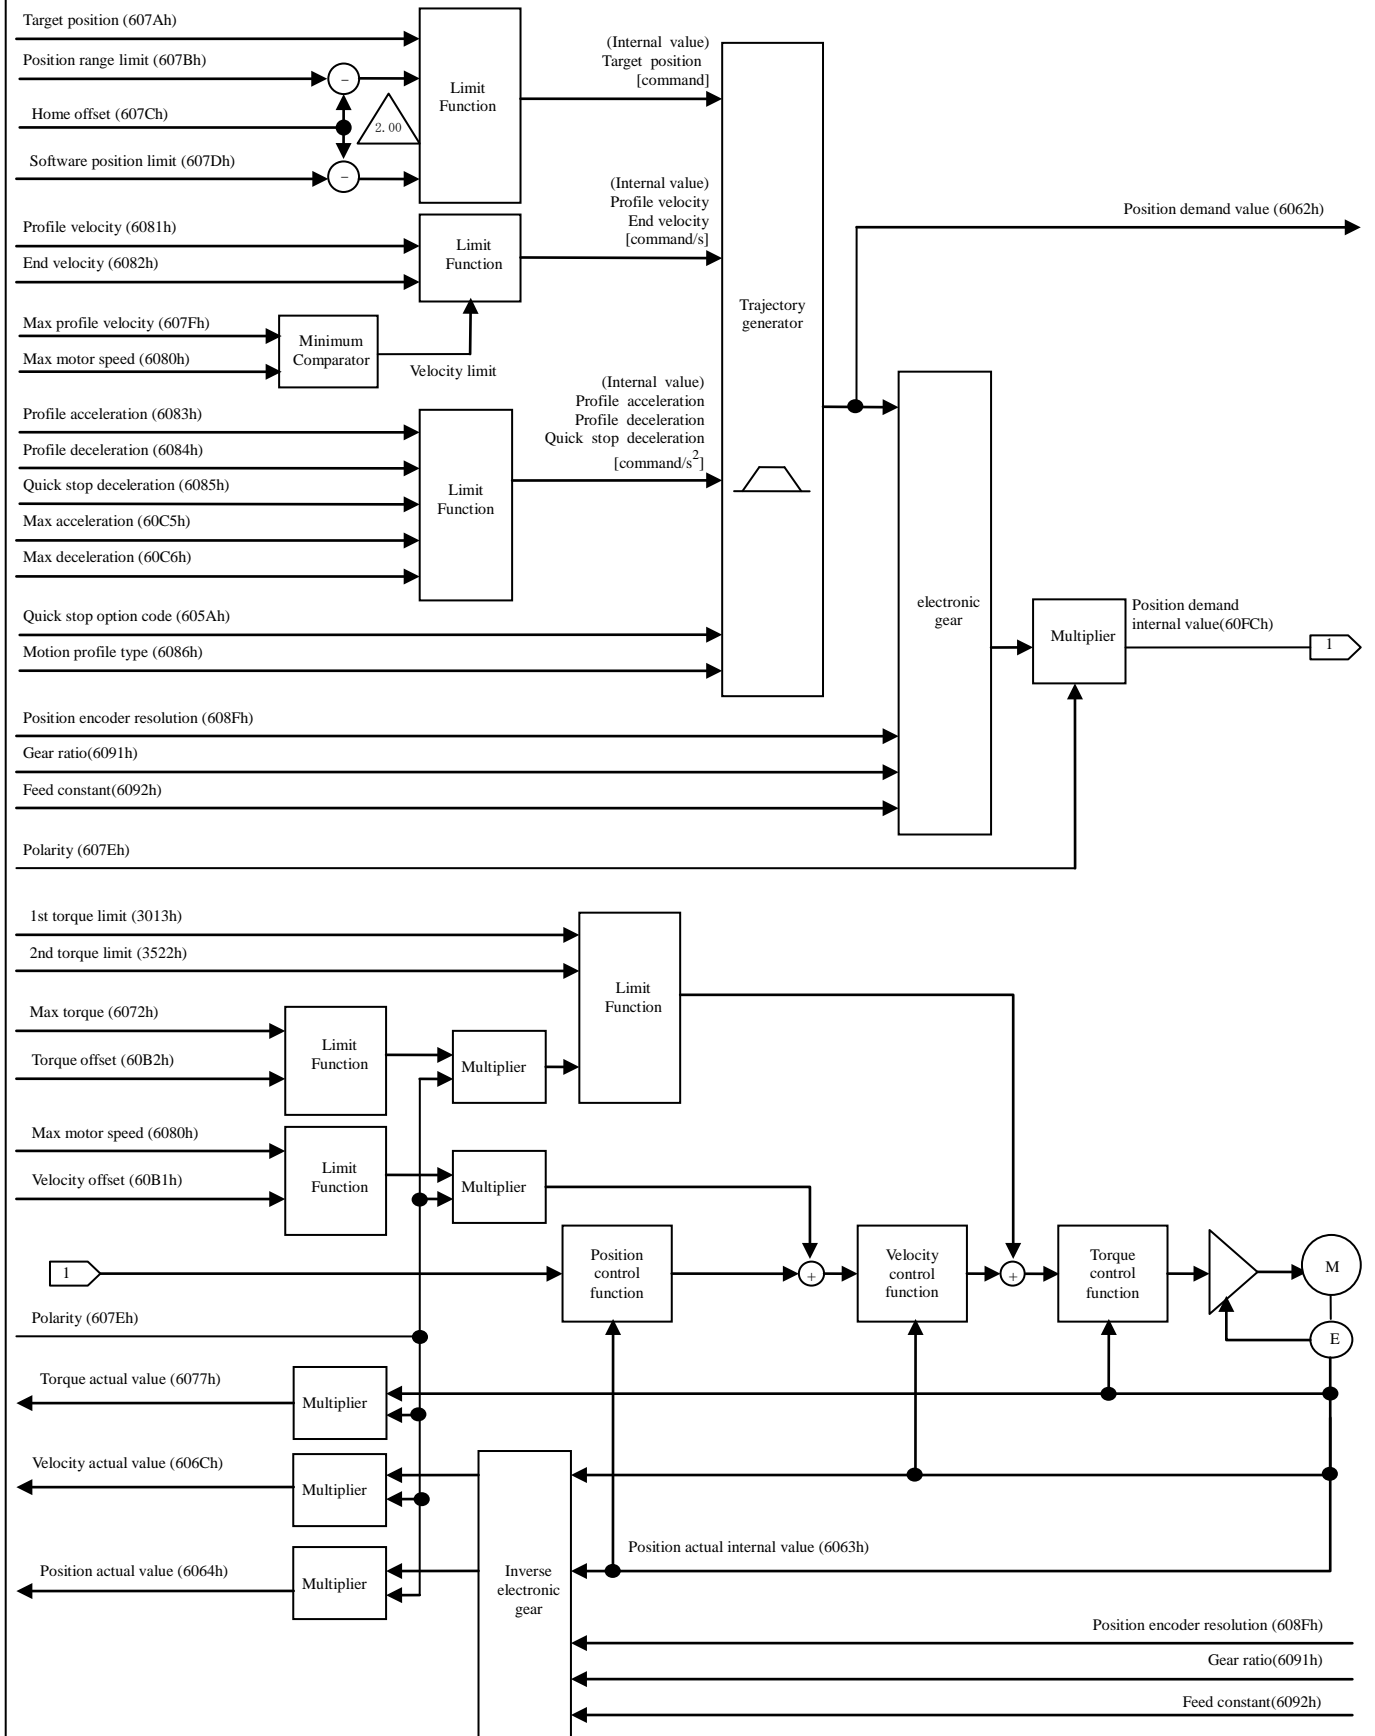 Target position (607Ah)
Position range limit (607Bh)
−
Home offset (607Ch)
2.00
Software position limit (607Dh)
−
Limit
Function
(Internal value)
Target position
[command]
Profile velocity (6081h)
End velocity (6082h)
Limit
Function
(Internal value)
Profile velocity
End velocity
[command/s]
Max profile velocity (607Fh)
Max motor speed (6080h)
Minimum
Comparator
Velocity limit
Trajectory
generator
Position demand value (6062h)
Profile acceleration (6083h)
Profile deceleration (6084h)
Quick stop deceleration (6085h)
Max acceleration (60C5h)
Max deceleration (60C6h)
Limit
Function
(Internal value)
Profile acceleration
Profile deceleration
Quick stop deceleration
[command/s2]
Quick stop option code (605Ah)
Motion profile type (6086h)
electronic
gear
Multiplier
Position demand
internal value(60FCh)
1
Position encoder resolution (608Fh)
Gear ratio(6091h)
Feed constant(6092h)
Polarity (607Eh)
1st torque limit (3013h)
2nd torque limit (3522h)
Limit
Function
Max torque (6072h)
Torque offset (60B2h)
Limit
Function
Multiplier
Max motor speed (6080h)
Velocity offset (60B1h)
Limit
Function
Multiplier
1
Position
control
function
+
Velocity
control
function
+
Torque
control
function
M
E
Polarity (607Eh)
Torque actual value (6077h)
Multiplier
Velocity actual value (606Ch)
Multiplier
Position actual internal value (6063h)
Position actual value (6064h)
Multiplier
Inverse
electronic
gear
Position encoder resolution (608Fh)
Gear ratio(6091h)
Feed constant(6092h)